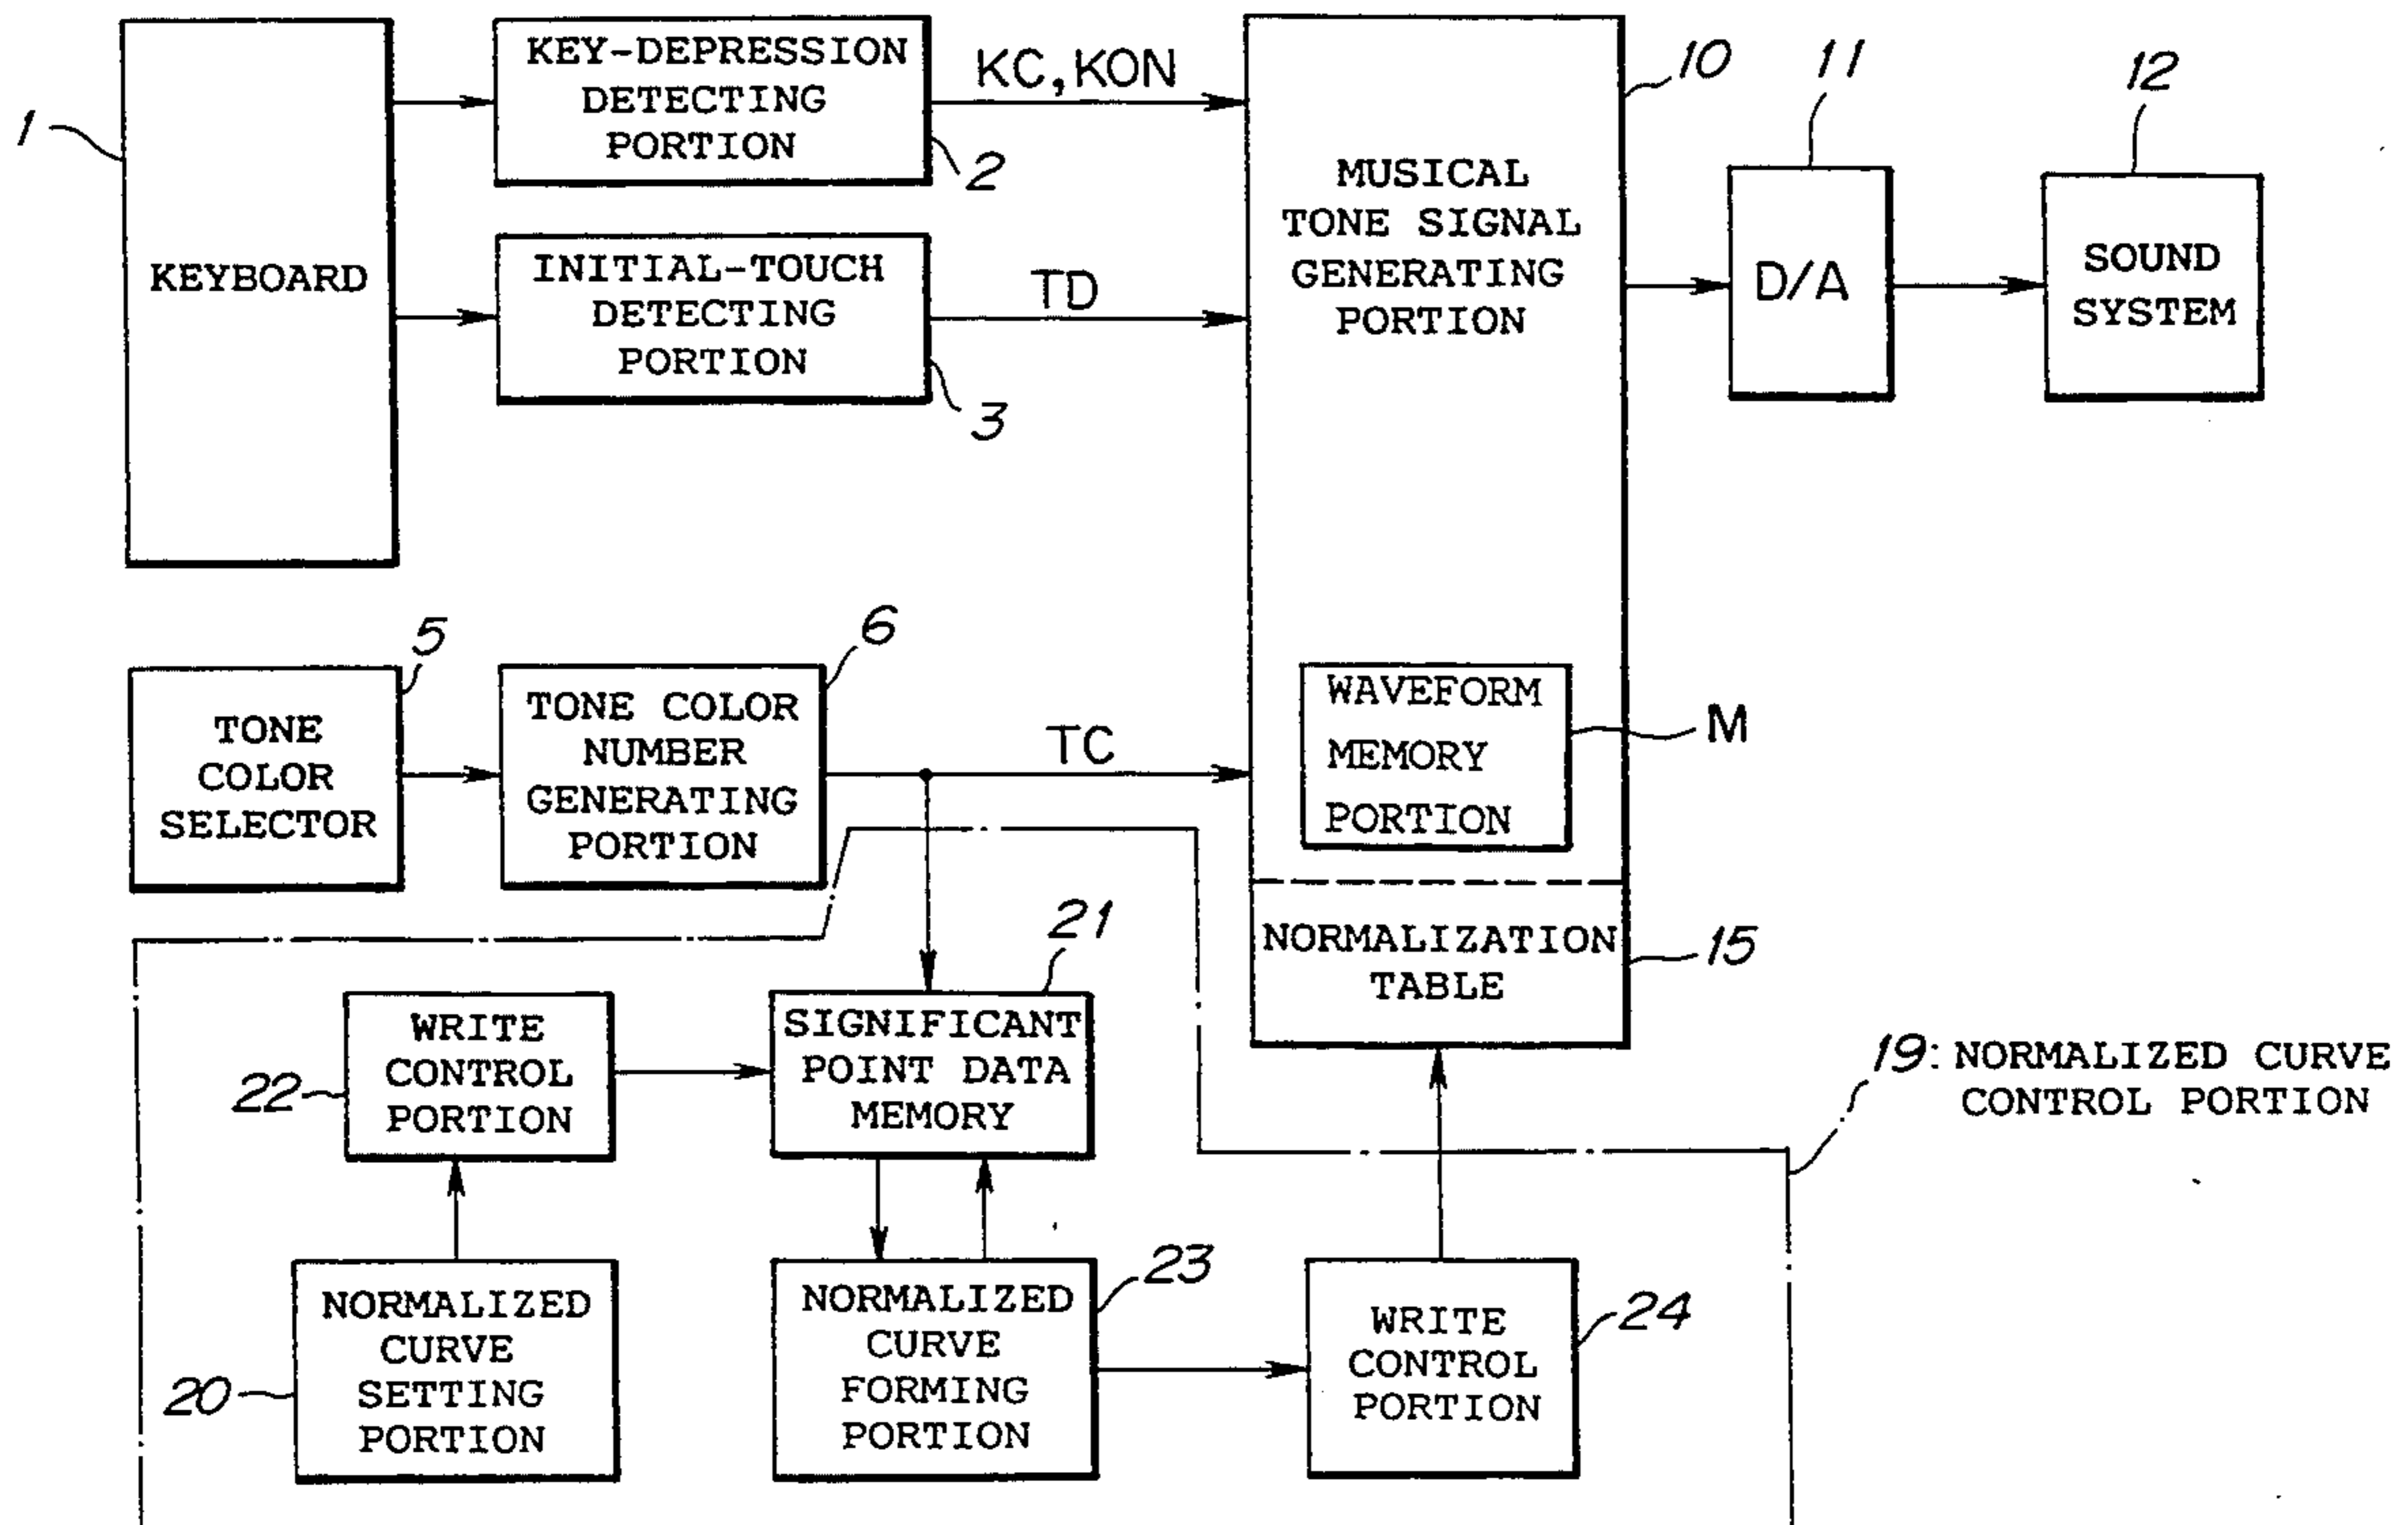 1
KEYBOARD
KEY-DEPRESSION
DETECTING
PORTION
2
KC, KON
INITIAL-TOUCH
DETECTING
PORTION
3
TD
MUSICAL
TONE SIGNAL
GENERATING
PORTION
10
11
D/A
12
SOUND
SYSTEM
5
TONE
COLOR
SELECTOR
6
TONE COLOR
NUMBER
GENERATING
PORTION
TC
WAVEFORM
MEMORY
PORTION
M
NORMALIZATION
TABLE
15
21
SIGNIFICANT
POINT DATA
MEMORY
22
WRITE
CONTROL
PORTION
19: NORMALIZED CURVE
CONTROL PORTION
20
NORMALIZED
CURVE
SETTING
PORTION
23
NORMALIZED
CURVE
FORMING
PORTION
24
WRITE
CONTROL
PORTION